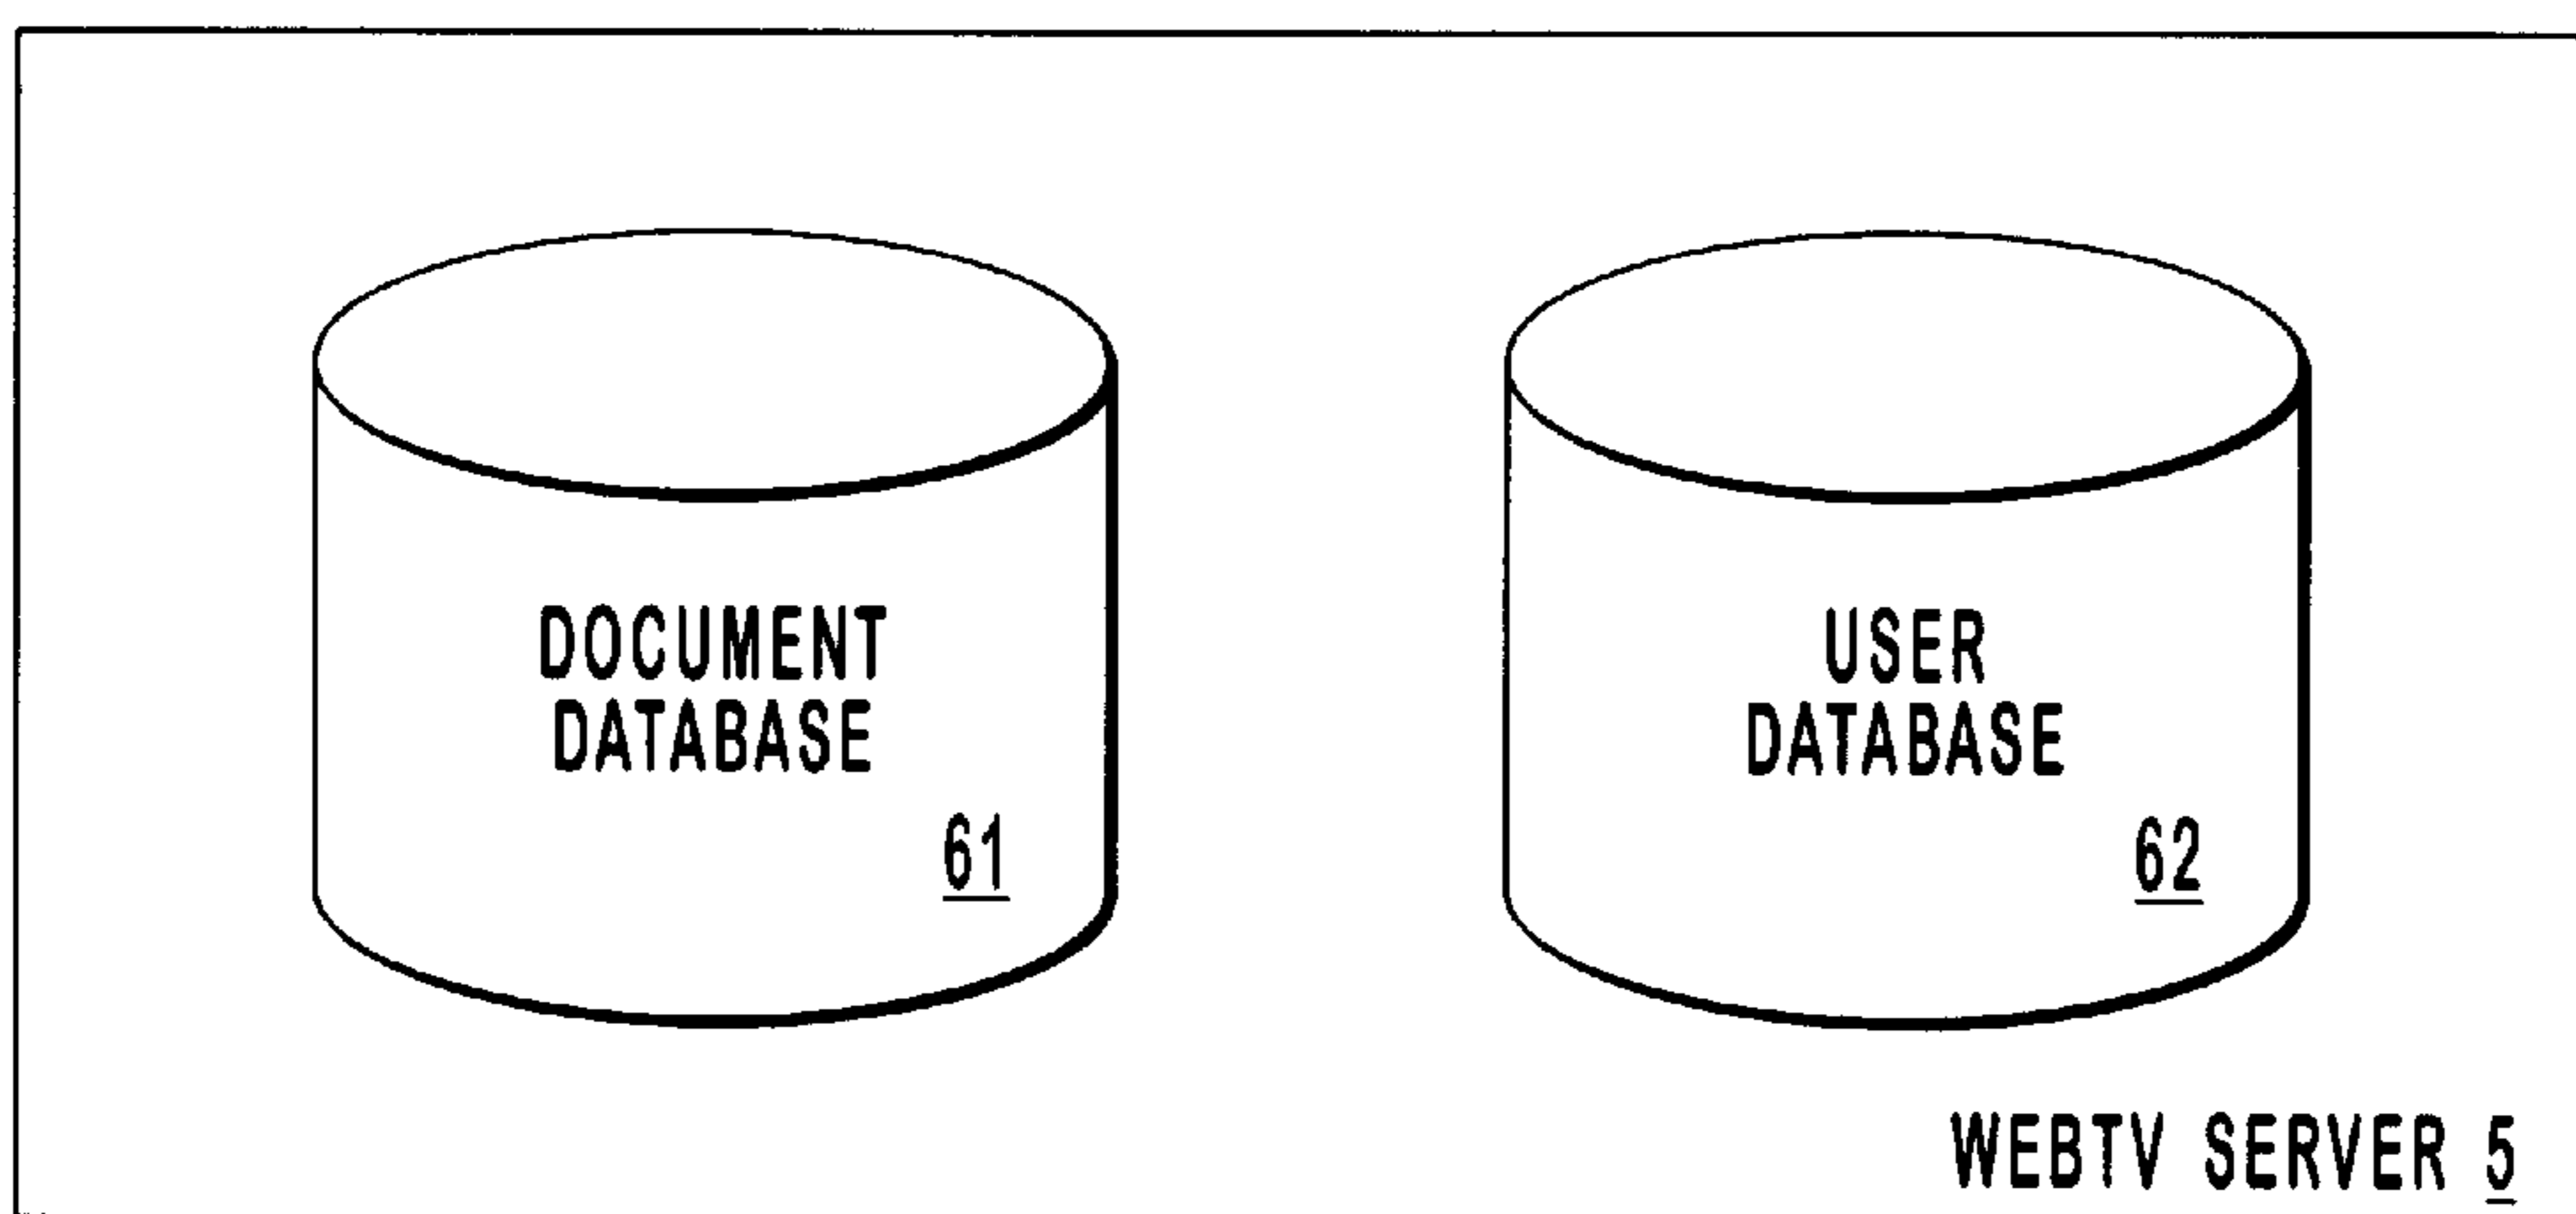 DOCUMENT
DATABASE
61
USER
DATABASE
62
WEBTV SERVER 5